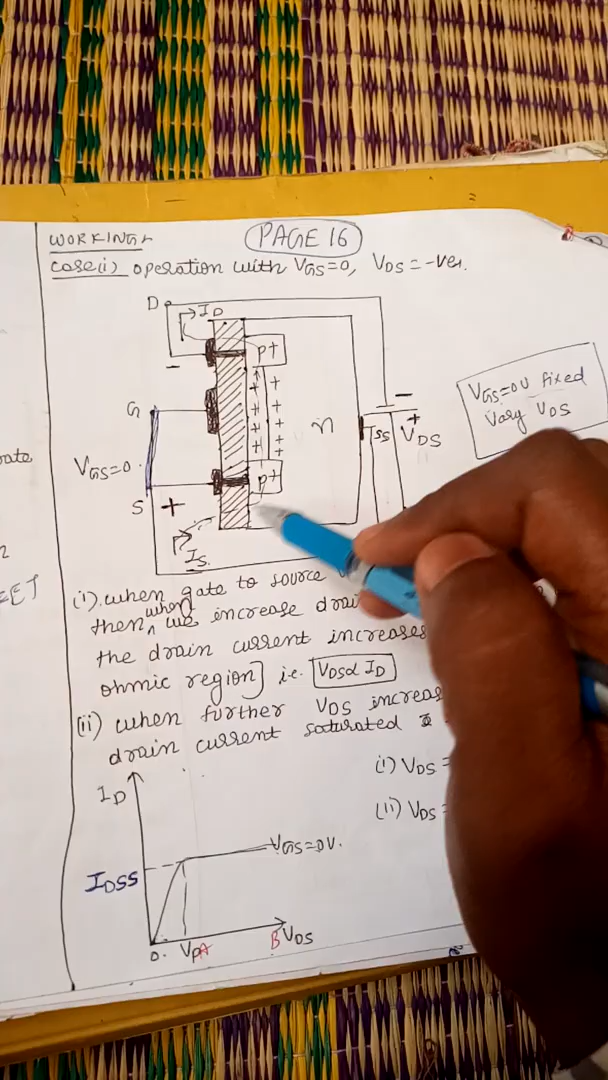 WORKING:-
PAGE 16
case(i) operation with VGS=0, VDS=-ve.
D
ID
P+
-
+ +
+ +
+ +
+ +
+ +
G
n
-
+
SS
VDS
VGS=0V fixed
vary VDS
VGS=0.
P+
S +
IS
(i). when gate to source
then when we increase
the drain current increases
ohmic region] i.e. VDS∝ID
(ii) when further VDS
drain current saturated
(i) VDS =
(ii) VDS =
ID
VGS=0V.
IDSS
0.
VP A
B VDS